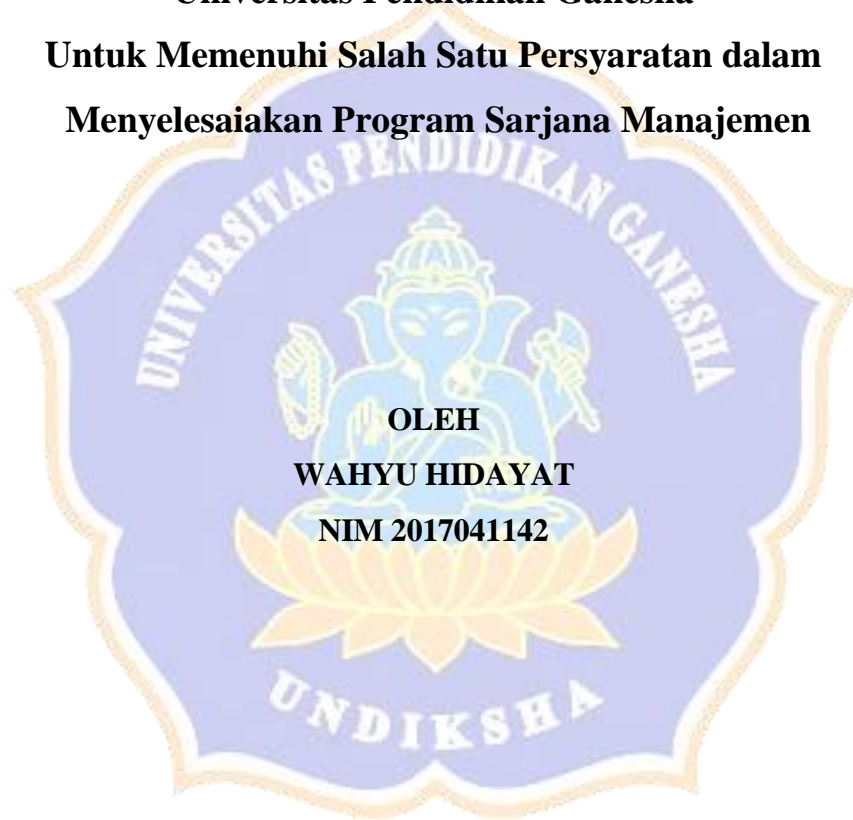 Universitas Pendidikan Ganesha
Untuk Memenuhi Salah Satu Persyaratan dalam
Menyelesaiakan Program Sarjana Manajemen
UNIVERSITAS PENDIDIKAN GANESHA
OLEH
WAHYU HIDAYAT
NIM 2017041142
UNDIKSHA